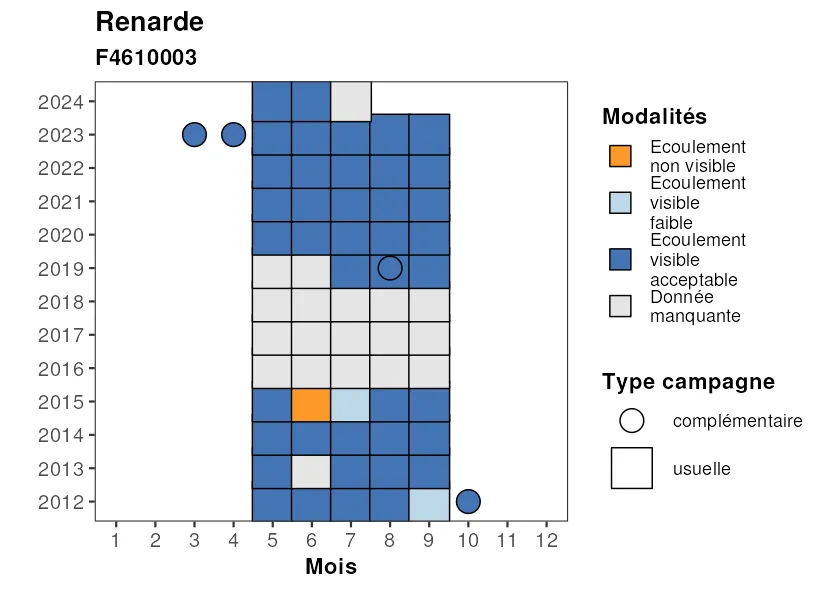 Renarde
F4610003
2024
2023
2022
2021
2020
2019
2018
2017
2016
2015
2014
2013
2012
1 2 3 4 5 6 7 8 9 10 11 12
Mois
Modalités
Ecoulement
non visible
Ecoulement
visible
faible
Ecoulement
visible
acceptable
Donnée
manquante
Type campagne
complémentaire
usuelle